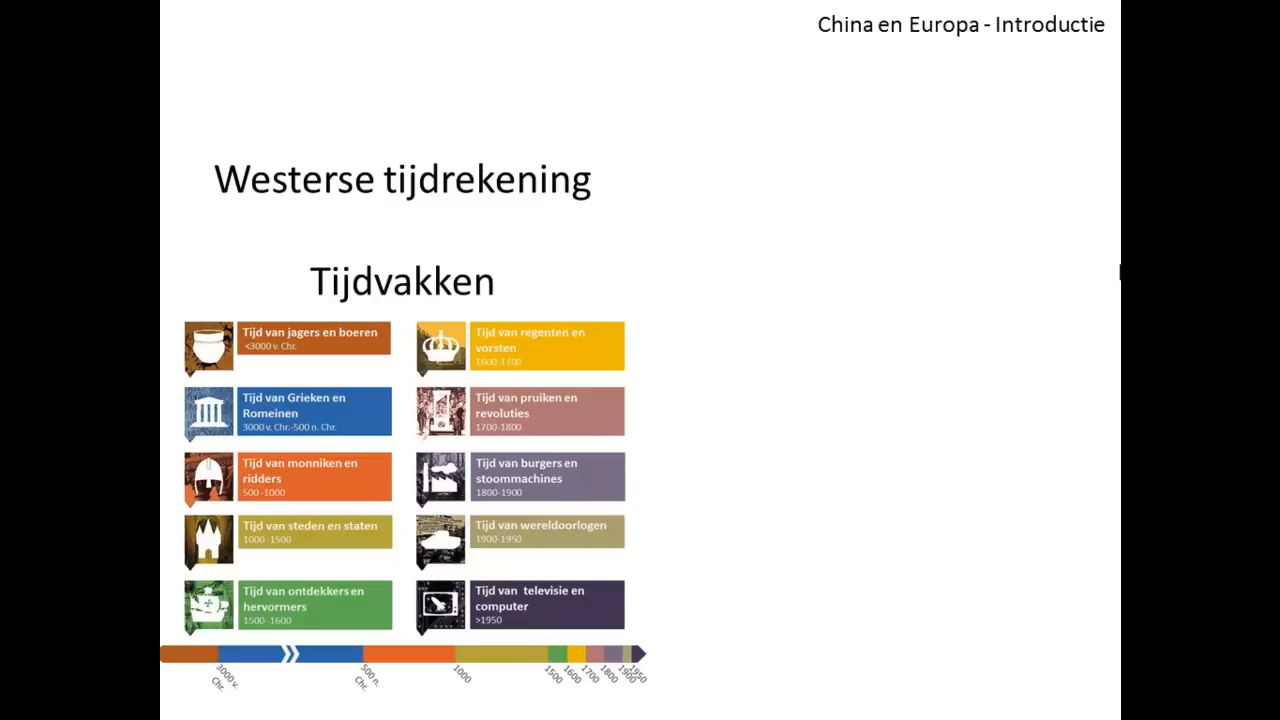 China en Europa - Introductie
Westerse tijdrekening
Tijdvakken
Tijd van jagers en boeren
<3000 v. Chr.
Tijd van Grieken en
Romeinen
3000 v. Chr.-500 n. Chr.
Tijd van monniken en
ridders
500 -1000
Tijd van steden en staten
1000 -1500
Tijd van ontdekkers en
hervormers
1500 -1600
Tijd van regenten en
vorsten
1600-1700
Tijd van pruiken en
revoluties
1700-1800
Tijd van burgers en
stoommachines
1800-1900
Tijd van wereldoorlogen
1900-1950
Tijd van televisie en
computer
>1950
3000 v.
Chr.
500 n.
Chr.
1000
1500
1600
1700
1800
1900
1950